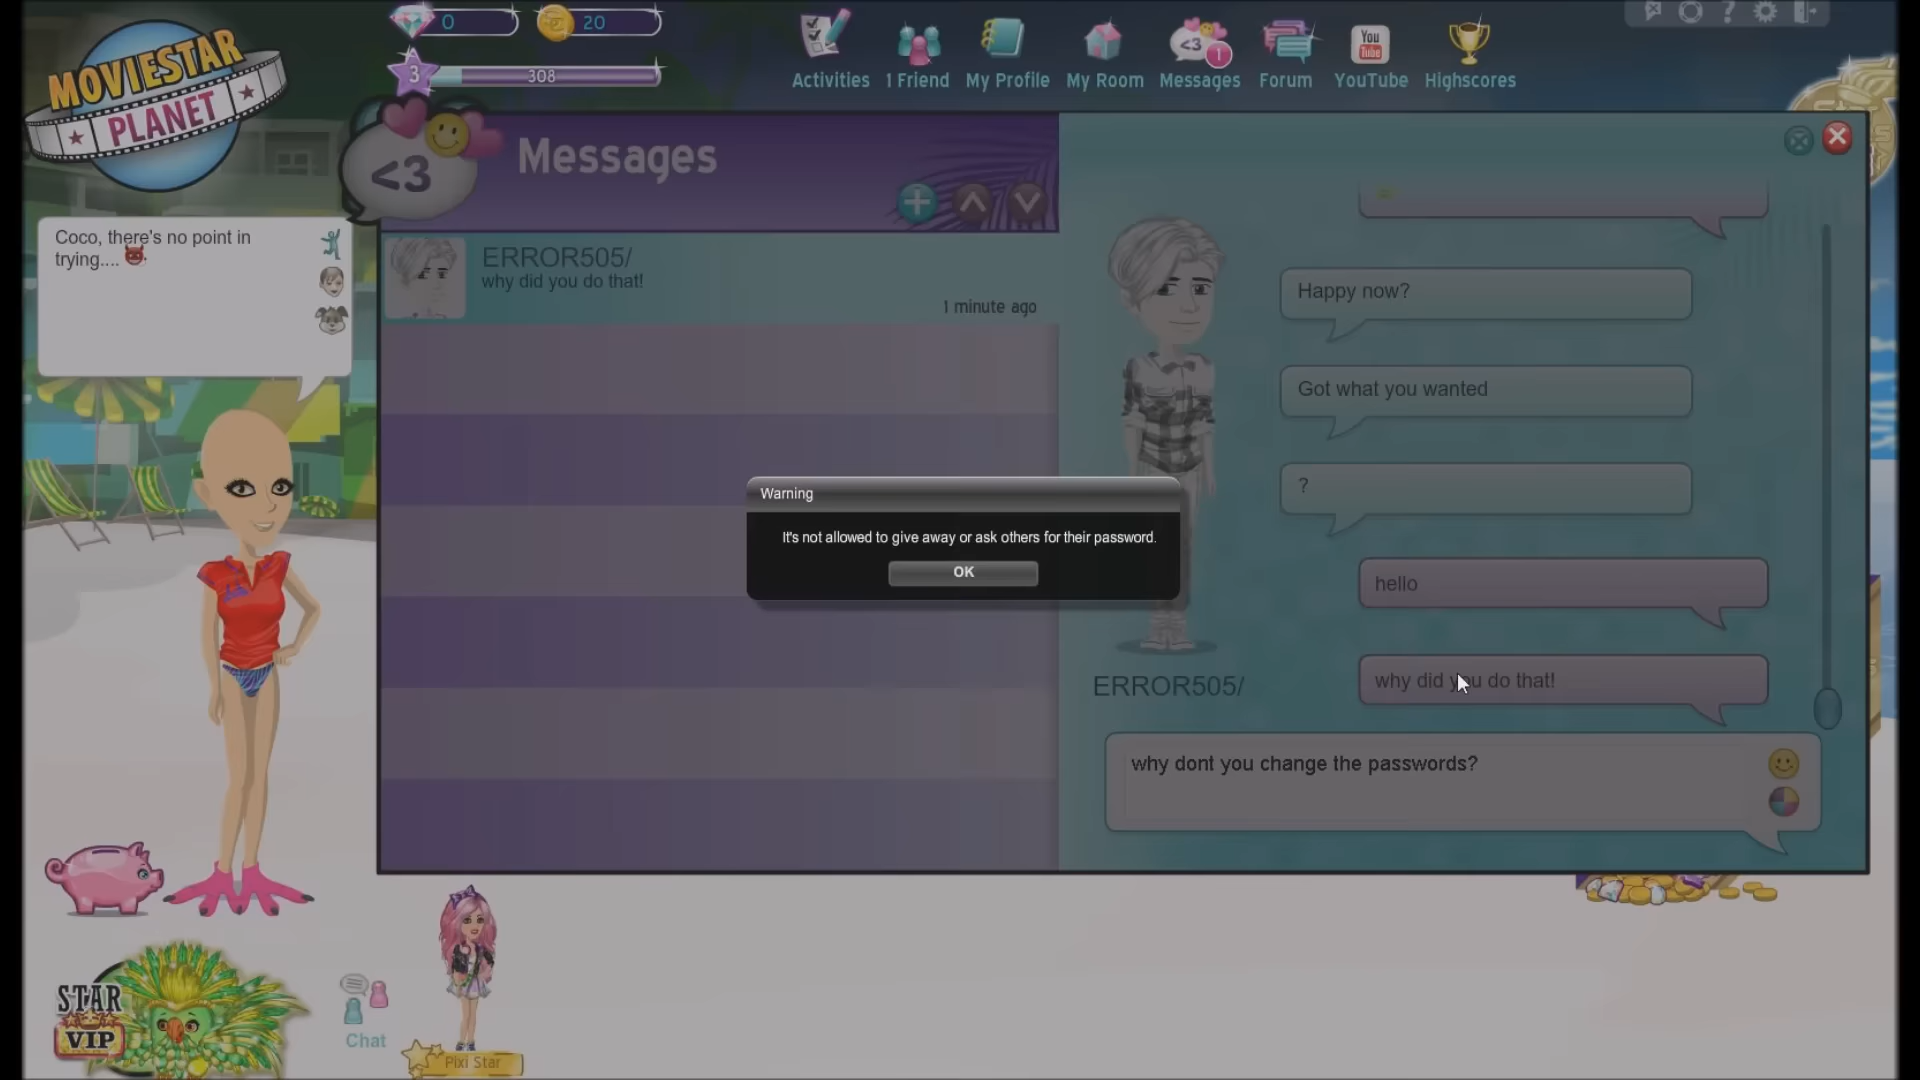 MOVIESTAR
PLANET
0
20
3
308
Activities
1 Friend
My Profile
My Room
<3
1
Messages
Forum
You
Tube
YouTube
Highscores
<3
Messages
Coco, there's no point in
trying....
ERROR505/
why did you do that!
1 minute ago
Happy now?
Got what you wanted
?
hello
why did you do that!
ERROR505/
why dont you change the passwords?
Warning
It's not allowed to give away or ask others for their password.
OK
STAR
VIP
Chat
Pixi Star